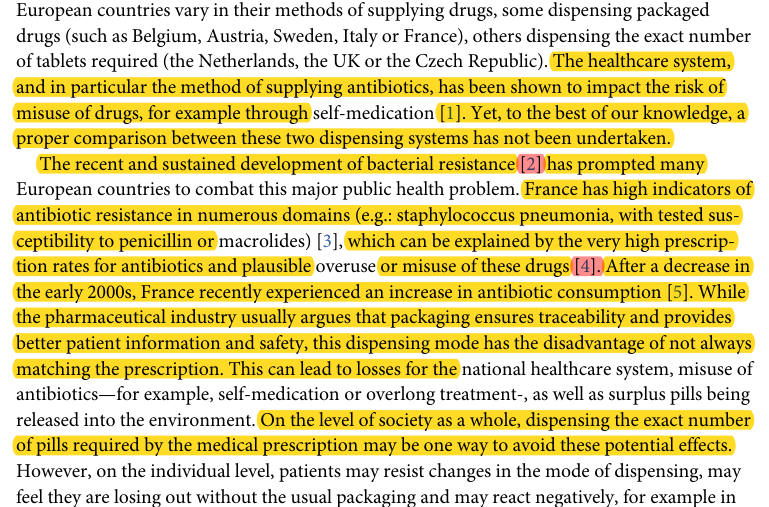 European countries vary in their methods of supplying drugs, some dispensing packaged
drugs (such as Belgium, Austria, Sweden, Italy or France), others dispensing the exact number
of tablets required (the Netherlands, the UK or the Czech Republic). The healthcare system,
and in particular the method of supplying antibiotics, has been shown to impact the risk of
misuse of drugs, for example through self-medication [1]. Yet, to the best of our knowledge, a
proper comparison between these two dispensing systems has not been undertaken.
The recent and sustained development of bacterial resistance [2] has prompted many
European countries to combat this major public health problem. France has high indicators of
antibiotic resistance in numerous domains (e.g.: staphylococcus pneumonia, with tested sus-
ceptibility to penicillin or macrolides) [3], which can be explained by the very high prescrip-
tion rates for antibiotics and plausible overuse or misuse of these drugs [4]. After a decrease in
the early 2000s, France recently experienced an increase in antibiotic consumption [5]. While
the pharmaceutical industry usually argues that packaging ensures traceability and provides
better patient information and safety, this dispensing mode has the disadvantage of not always
matching the prescription. This can lead to losses for the national healthcare system, misuse of
antibiotics—for example, self-medication or overlong treatment-, as well as surplus pills being
released into the environment. On the level of society as a whole, dispensing the exact number
of pills required by the medical prescription may be one way to avoid these potential effects.
However, on the individual level, patients may resist changes in the mode of dispensing, may
feel they are losing out without the usual packaging and may react negatively, for example in